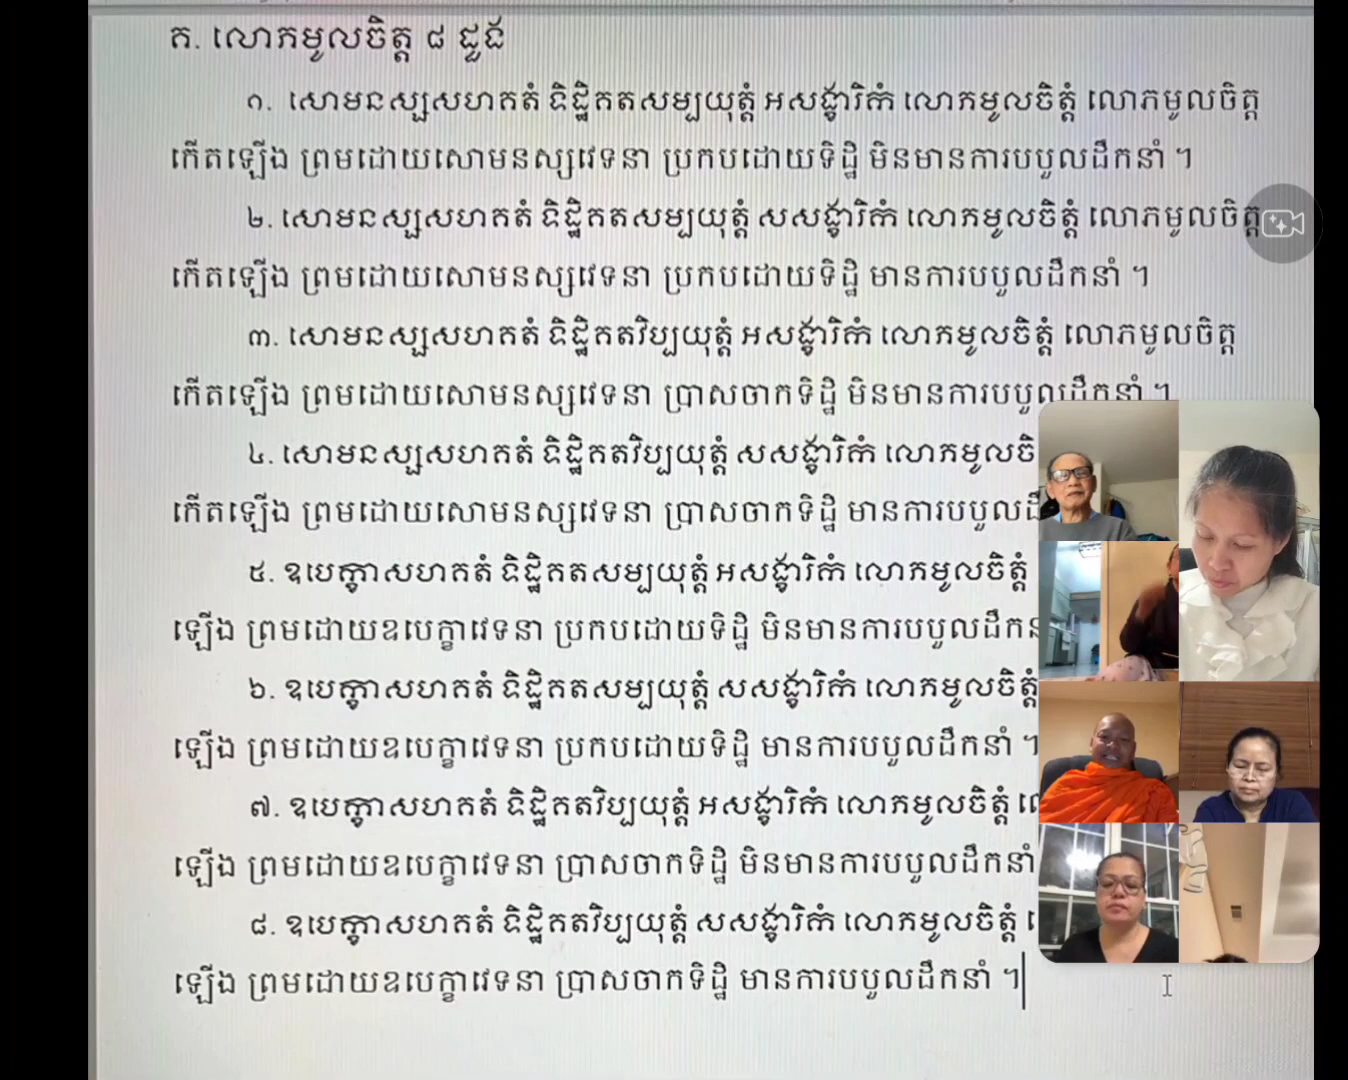 ក. លោភមូលចិត្ត ៨ ដួង
១. សោមនស្សសហគតំ ទិដ្ឋិគតសម្បយុត្តំ អសង្ខារិកំ លោភមូលចិត្តំ លោភមូលចិត្ត
កើតឡើង ព្រមដោយសោមនស្សវេទនា ប្រកបដោយទិដ្ឋិ មិនមានការបបួលដឹកនាំ ។
២. សោមនស្សសហគតំ ទិដ្ឋិគតសម្បយុត្តំ សសង្ខារិកំ លោភមូលចិត្តំ លោភមូលចិត្ត
កើតឡើង ព្រមដោយសោមនស្សវេទនា ប្រកបដោយទិដ្ឋិ មានការបបួលដឹកនាំ ។
៣. សោមនស្សសហគតំ ទិដ្ឋិគតវិប្បយុត្តំ អសង្ខារិកំ លោភមូលចិត្តំ លោភមូលចិត្ត
កើតឡើង ព្រមដោយសោមនស្សវេទនា ប្រាសចាកទិដ្ឋិ មិនមានការបបួលដឹកនាំ ។
៤. សោមនស្សសហគតំ ទិដ្ឋិគតវិប្បយុត្តំ សសង្ខារិកំ លោភមូលចិ
កើតឡើង ព្រមដោយសោមនស្សវេទនា ប្រាសចាកទិដ្ឋិ មានការបបួលដឹ
៥. ឧបេក្ខាសហគតំ ទិដ្ឋិគតសម្បយុត្តំ អសង្ខារិកំ លោភមូលចិត្តំ
ឡើង ព្រមដោយឧបេក្ខាវេទនា ប្រកបដោយទិដ្ឋិ មិនមានការបបួលដឹកន
៦. ឧបេក្ខាសហគតំ ទិដ្ឋិគតសម្បយុត្តំ សសង្ខារិកំ លោភមូលចិត្តំ
ឡើង ព្រមដោយឧបេក្ខាវេទនា ប្រកបដោយទិដ្ឋិ មានការបបួលដឹកនាំ ។
៧. ឧបេក្ខាសហគតំ ទិដ្ឋិគតវិប្បយុត្តំ អសង្ខារិកំ លោភមូលចិត្តំ
ឡើង ព្រមដោយឧបេក្ខាវេទនា ប្រាសចាកទិដ្ឋិ មិនមានការបបួលដឹកនាំ
៨. ឧបេក្ខាសហគតំ ទិដ្ឋិគតវិប្បយុត្តំ សសង្ខារិកំ លោភមូលចិត្តំ
ឡើង ព្រមដោយឧបេក្ខាវេទនា ប្រាសចាកទិដ្ឋិ មានការបបួលដឹកនាំ ។